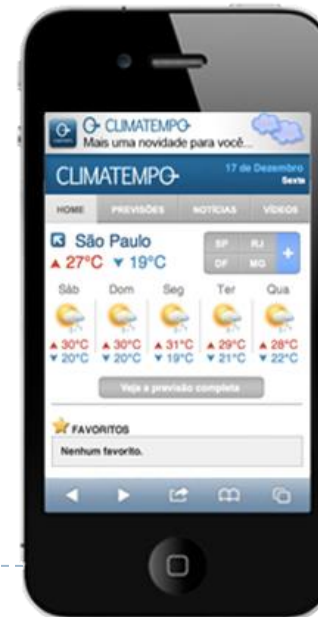 CLIMATEMPO
Mais uma novidade para você...
CLIMATEMPO
17 de Dezembro
Sexta
HOME PREVISÕES NOTÍCIAS VÍDEOS
São Paulo SP RJ +
27°C 19°C DF MG
Sáb Dom Seg Ter Qua
30°C 30°C 31°C 29°C 28°C
20°C 20°C 19°C 21°C 22°C
Veja a previsão completa
FAVORITOS
Nenhum favorito.